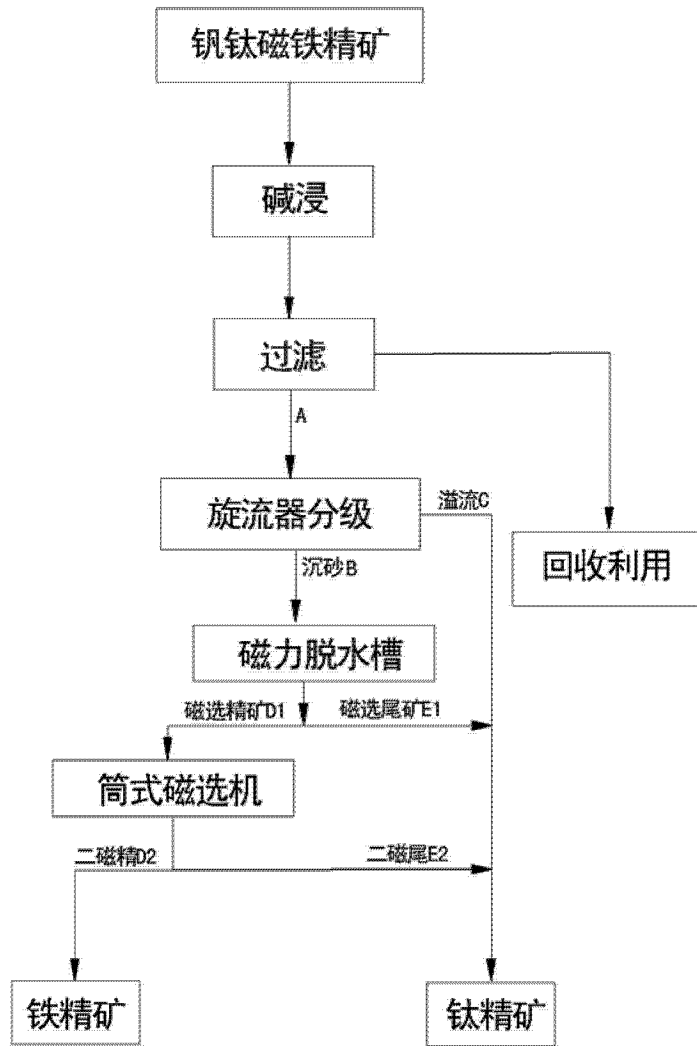 钒钛磁铁精矿
碱浸
过滤
A
旋流器分级
溢流C
沉砂B
回收利用
磁力脱水槽
磁选精矿D1
磁选尾矿E1
筒式磁选机
二磁精D2
二磁尾E2
铁精矿
钛精矿